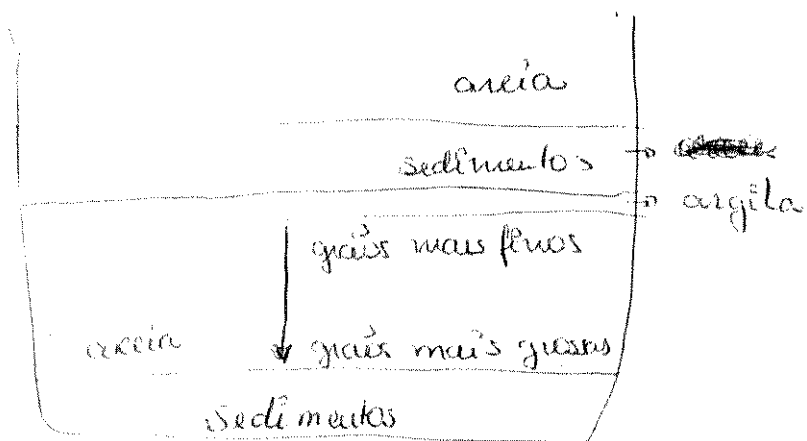 areia
sedimentos
argila
grãos mais finos
areia
grãos mais grossos
sedimentos